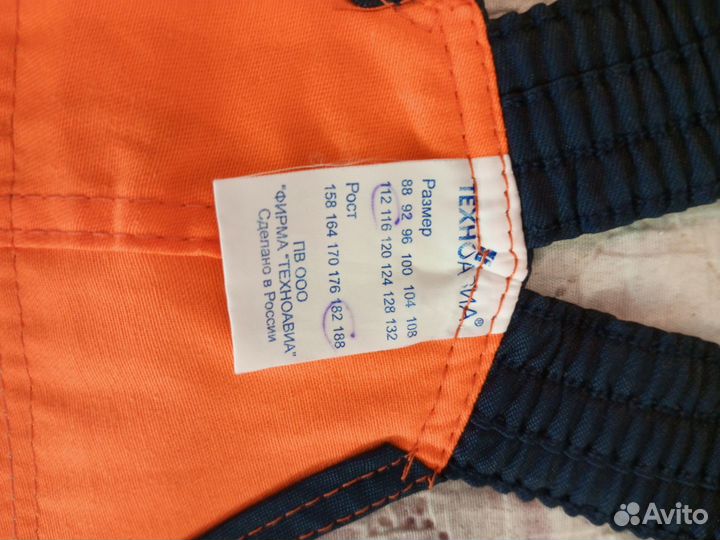 ТЕХНОАВИА®
Размер
88 92 96 100 104 108
112 116 120 124 128 132
Рост
158 164 170 176 182 188
ПВ ООО
"ФИРМА "ТЕХНОАВИА"
Сделано в России
Avito